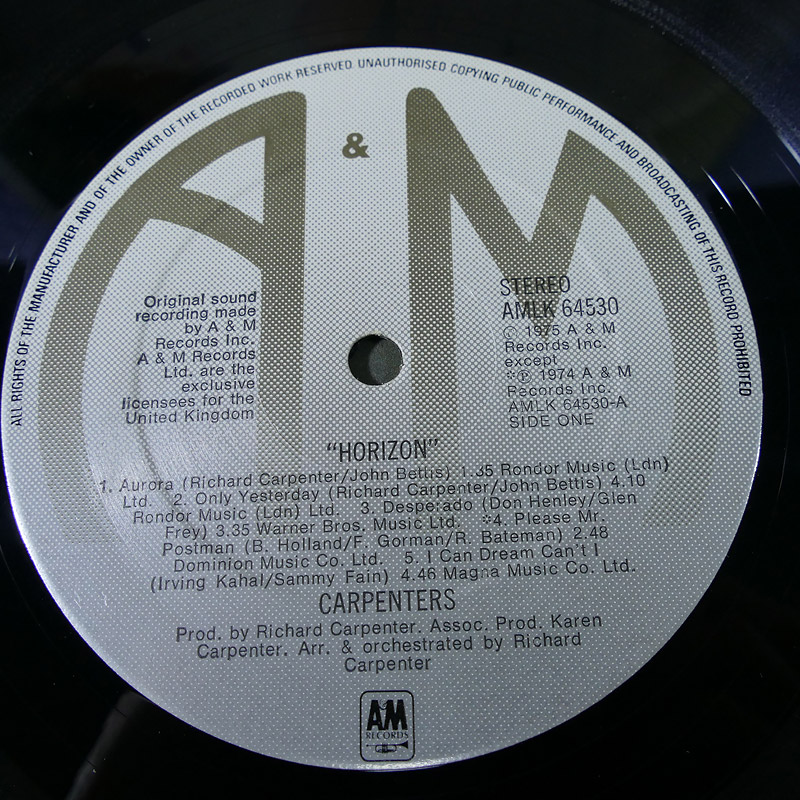 ALL RIGHTS OF THE MANUFACTURER AND OF THE OWNER OF THE RECORDED WORK RESERVED. UNAUTHORISED COPYING PUBLIC PERFORMANCE AND BROADCASTING OF THIS RECORD PROHIBITED
A & M
Original sound
recording made
by A & M
Records Inc.
A & M Records
Ltd. are the
exclusive
licensees for the
United Kingdom
STEREO
AMLK 64530
© 1975 A & M
Records Inc.
except
*℗ 1974 A & M
Records Inc.
AMLK 64530-A
SIDE ONE
"HORIZON"
1. Aurora (Richard Carpenter/John Bettis) 1.35 Rondor Music (Ldn)
Ltd. 2. Only Yesterday (Richard Carpenter/John Bettis) 4.10
Rondor Music (Ldn) Ltd. 3. Desperado (Don Henley/Glen
Frey) 3.35 Warner Bros. Music Ltd. *4. Please Mr.
Postman (B. Holland/F. Gorman/R. Bateman) 2.48
Dominion Music Co. Ltd. 5. I Can Dream Can't I
(Irving Kahal/Sammy Fain) 4.46 Magna Music Co. Ltd.
CARPENTERS
Prod. by Richard Carpenter. Assoc. Prod. Karen
Carpenter. Arr. & orchestrated by Richard
Carpenter
A&M
RECORDS